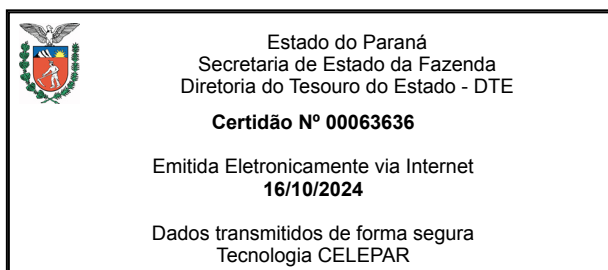 Estado do Paraná
Secretaria de Estado da Fazenda
Diretoria do Tesouro do Estado - DTE
Certidão Nº 00063636
Emitida Eletronicamente via Internet
16/10/2024
Dados transmitidos de forma segura
Tecnologia CELEPAR